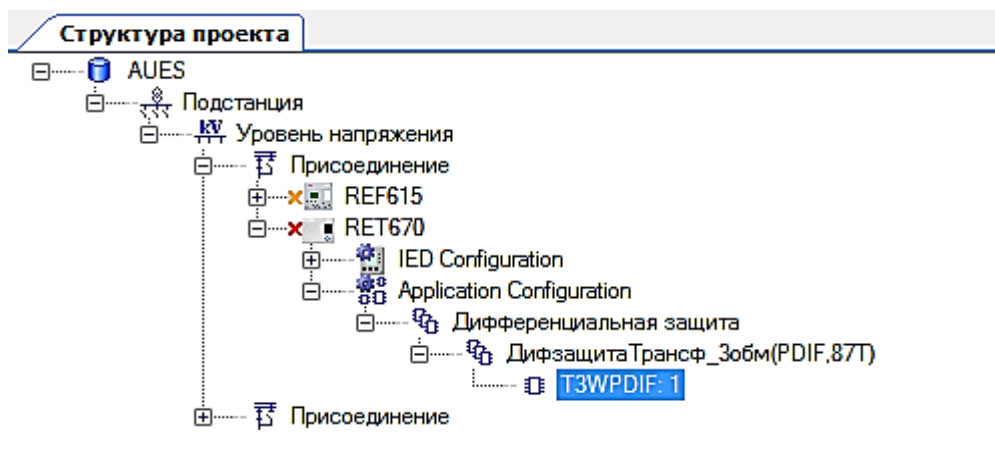 Структура проекта
AUES
Подстанция
kV Уровень напряжения
Присоединение
REF615
RET670
IED Configuration
Application Configuration
Дифференциальная защита
ДифзащитаТрансф_3обм(PDIF,87T)
T3WPDIF: 1
Присоединение